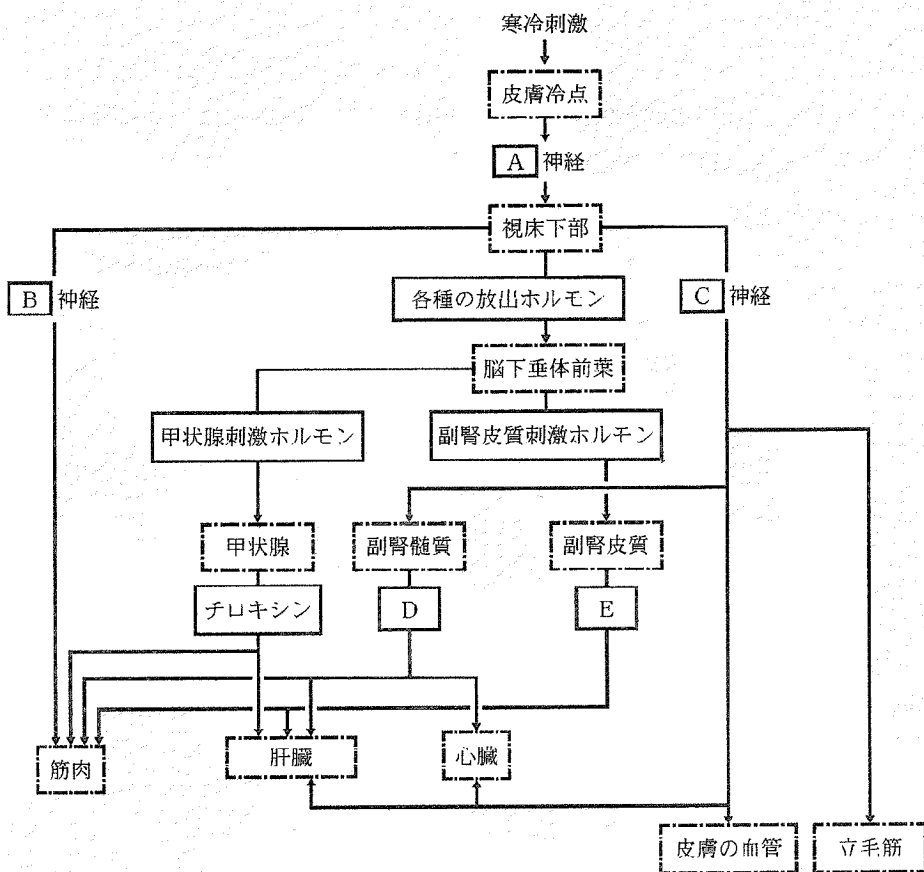 寒冷刺激
皮膚冷点
A 神経
視床下部
B 神経
各種の放出ホルモン
C 神経
脳下垂体前葉
甲状腺刺激ホルモン
副腎皮質刺激ホルモン
甲状腺
副腎髄質
副腎皮質
チロキシン
D
E
筋肉
肝臓
心臓
皮膚の血管
立毛筋